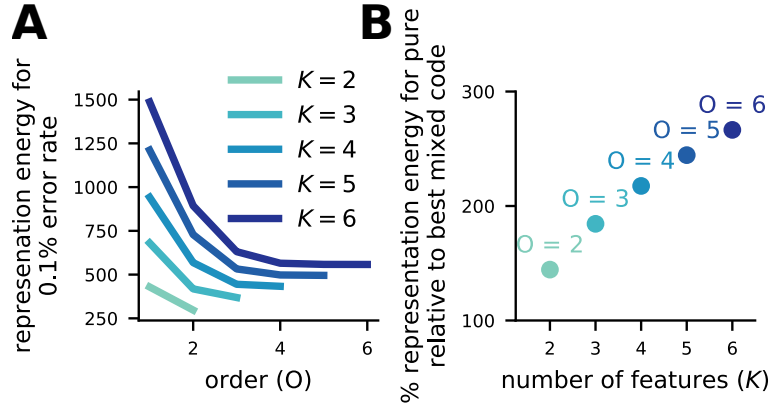 A
represenation energy for
0.1% error rate
1500
1250
1000
750
500
250
2
4
6
order (O)
K = 2
K = 3
K = 4
K = 5
K = 6
B
% represenation energy for pure
relative to best mixed code
300
200
100
2
3
4
5
6
number of features (K)
O = 6
O = 5
O = 4
O = 3
O = 2